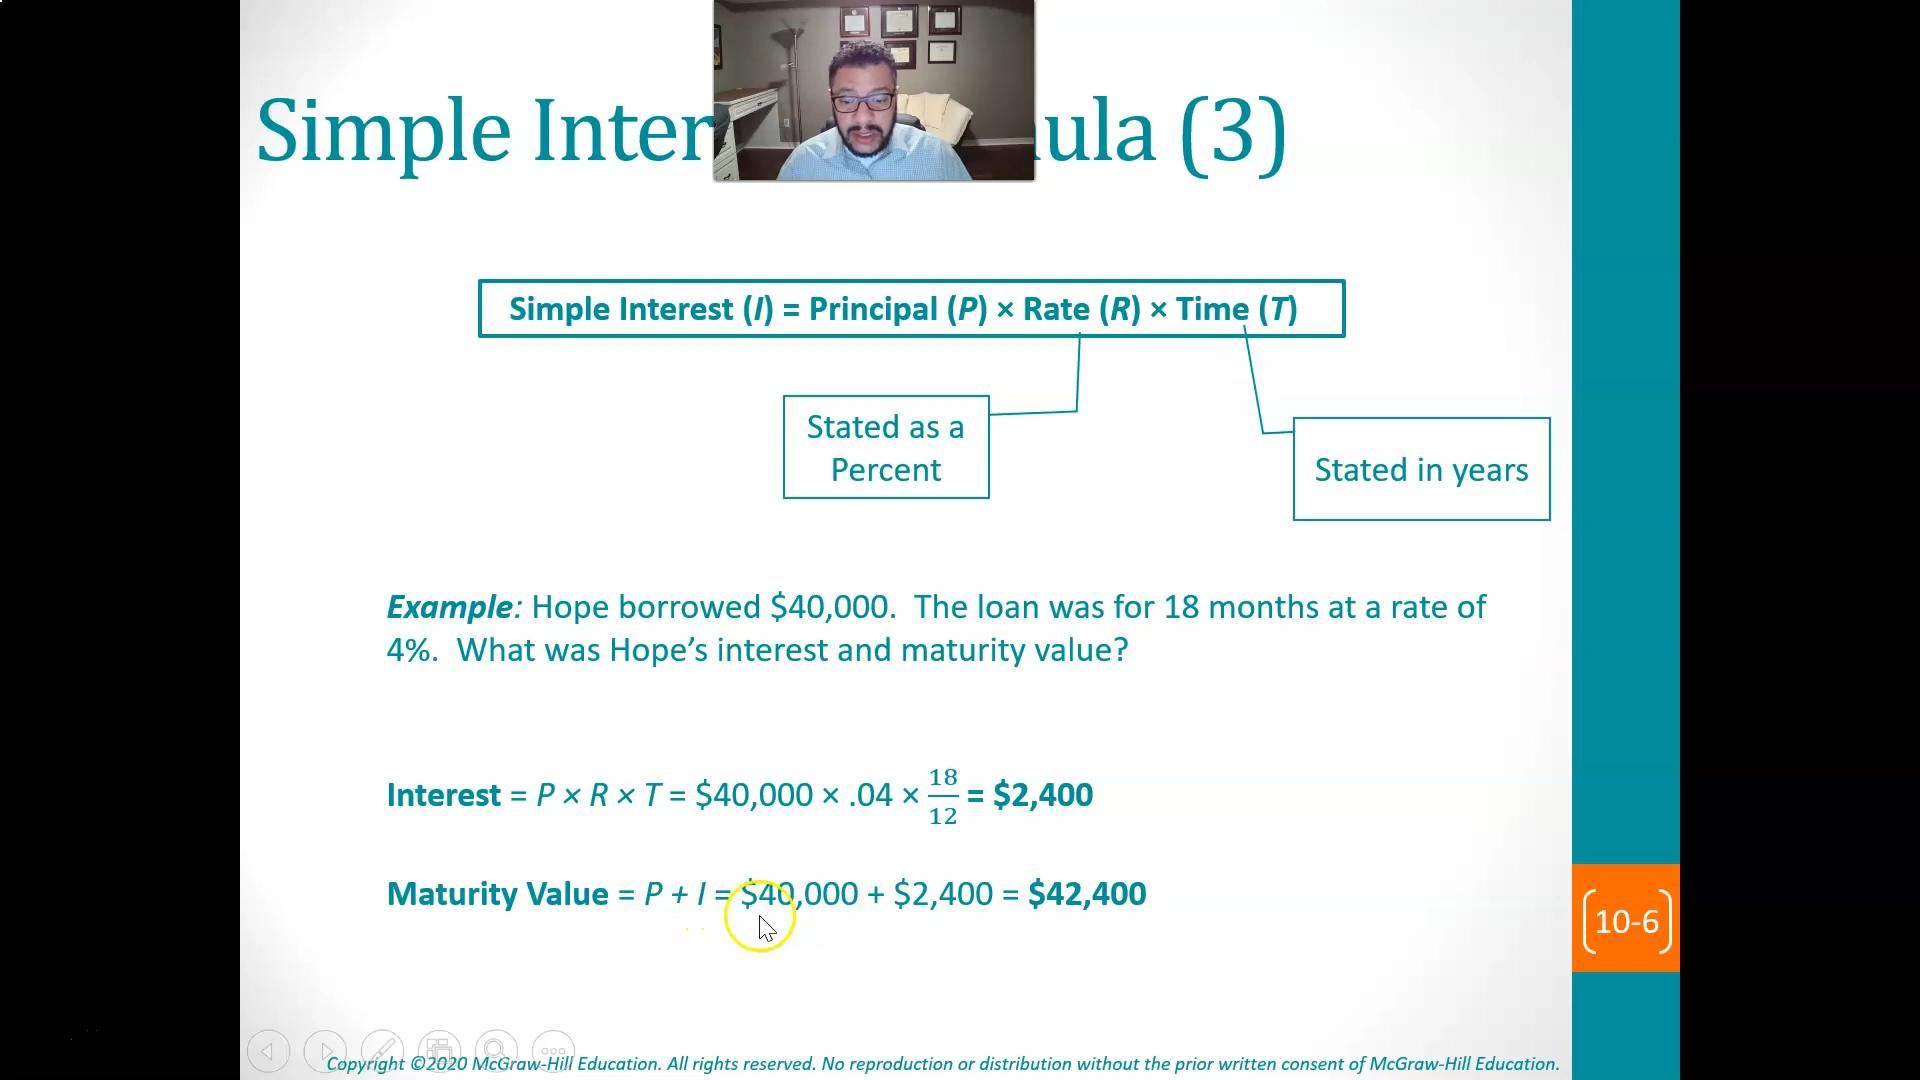 Simple Inter ula (3)
Simple Interest (I) = Principal (P) × Rate (R) × Time (T)
Stated as a
Percent
Stated in years
Example: Hope borrowed $40,000. The loan was for 18 months at a rate of
4%. What was Hope’s interest and maturity value?
Interest = P × R × T = $40,000 × .04 × 18/12 = $2,400
Maturity Value = P + I = $40,000 + $2,400 = $42,400
10-6
Copyright ©2020 McGraw-Hill Education. All rights reserved. No reproduction or distribution without the prior written consent of McGraw-Hill Education.